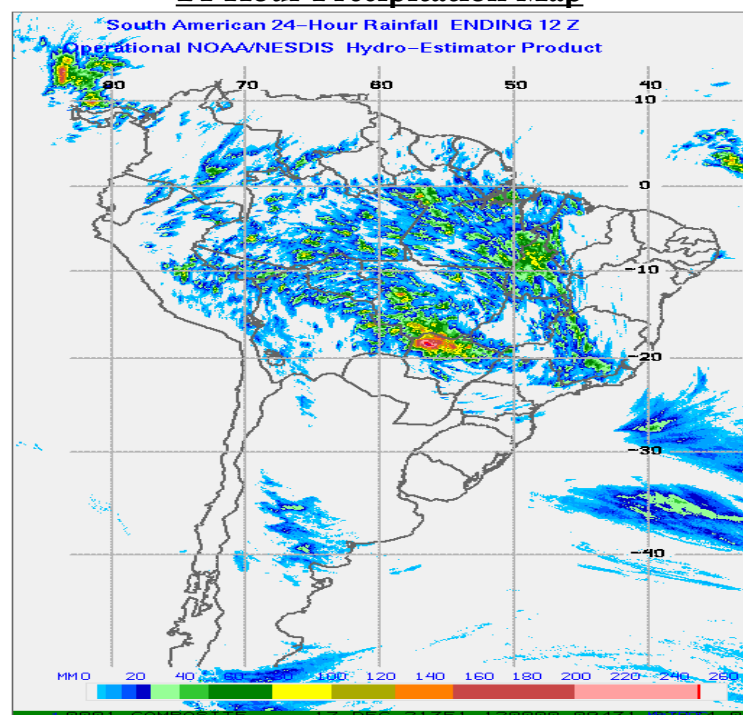 South American 24-Hour Rainfall ENDING 12 Z
Operational NOAA/NESDIS Hydro-Estimator Product
80 70 60 50 40
10
0
-10
-20
-30
-40
MM 0 20 40 60 80 100 120 140 160 180 200 220 240 260